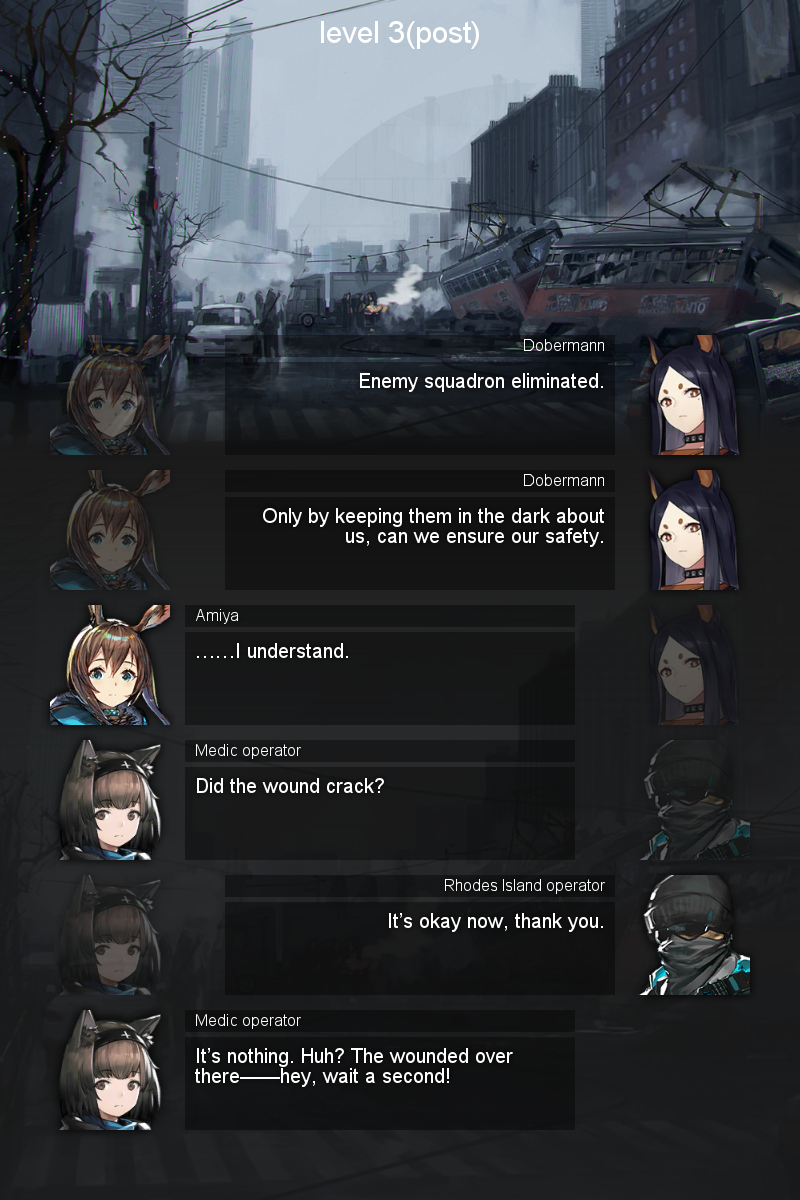 level 3(post)
Dobermann
Enemy squadron eliminated.
Dobermann
Only by keeping them in the dark about
us, can we ensure our safety.
Amiya
……I understand.
Medic operator
Did the wound crack?
Rhodes Island operator
It’s okay now, thank you.
Medic operator
It’s nothing. Huh? The wounded over
there——hey, wait a second!